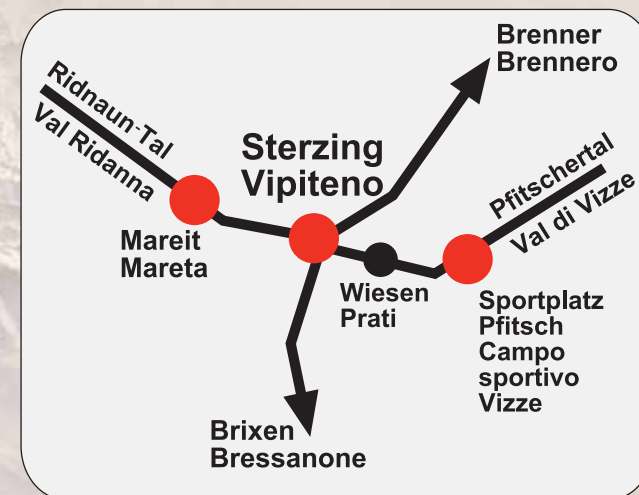 Brenner
Brennero
Ridnaun-Tal
Val Ridanna
Sterzing
Vipiteno
Pfitschertal
Val di Vizze
Mareit
Mareta
Wiesen
Prati
Sportplatz
Pfitsch
Campo
sportivo
Vizze
Brixen
Bressanone